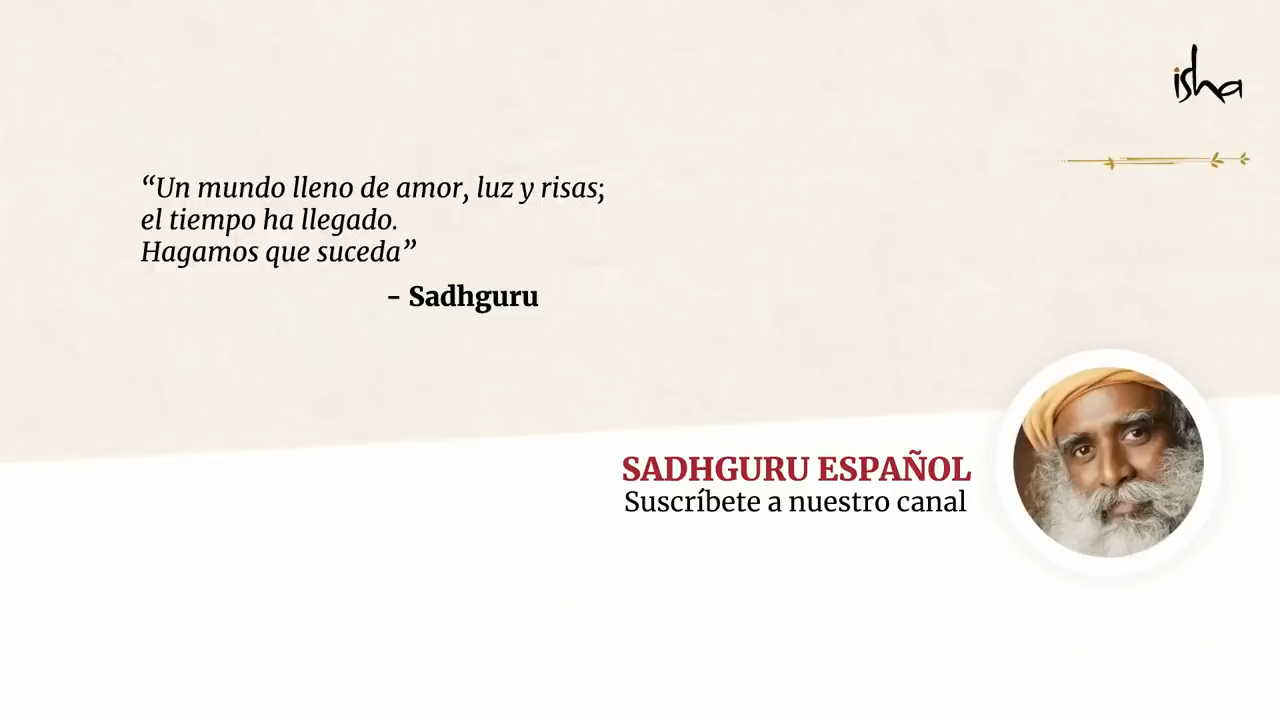 isha
“Un mundo lleno de amor, luz y risas;
el tiempo ha llegado.
Hagamos que suceda”
- Sadhguru
SADHGURU ESPAÑOL
Suscríbete a nuestro canal